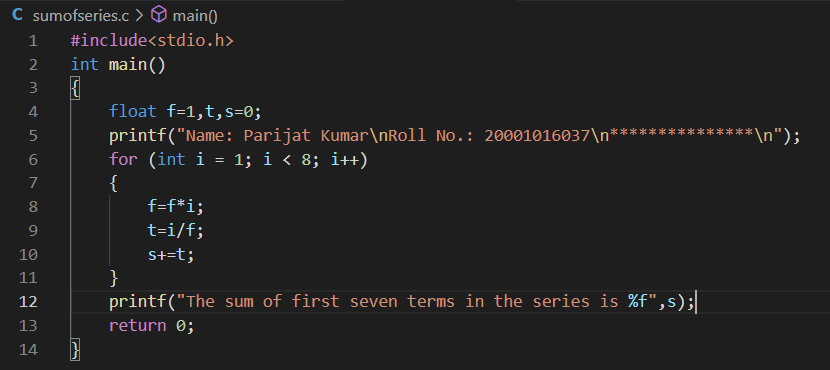 C sumofseries.c > main()
1 #include<stdio.h>
2 int main()
3 {
4     float f=1,t,s=0;
5     printf("Name: Parijat Kumar\nRoll No.: 20001016037\n***************\n");
6     for (int i = 1; i < 8; i++)
7     {
8         f=f*i;
9         t=i/f;
10         s+=t;
11     }
12     printf("The sum of first seven terms in the series is %f",s);
13     return 0;
14 }